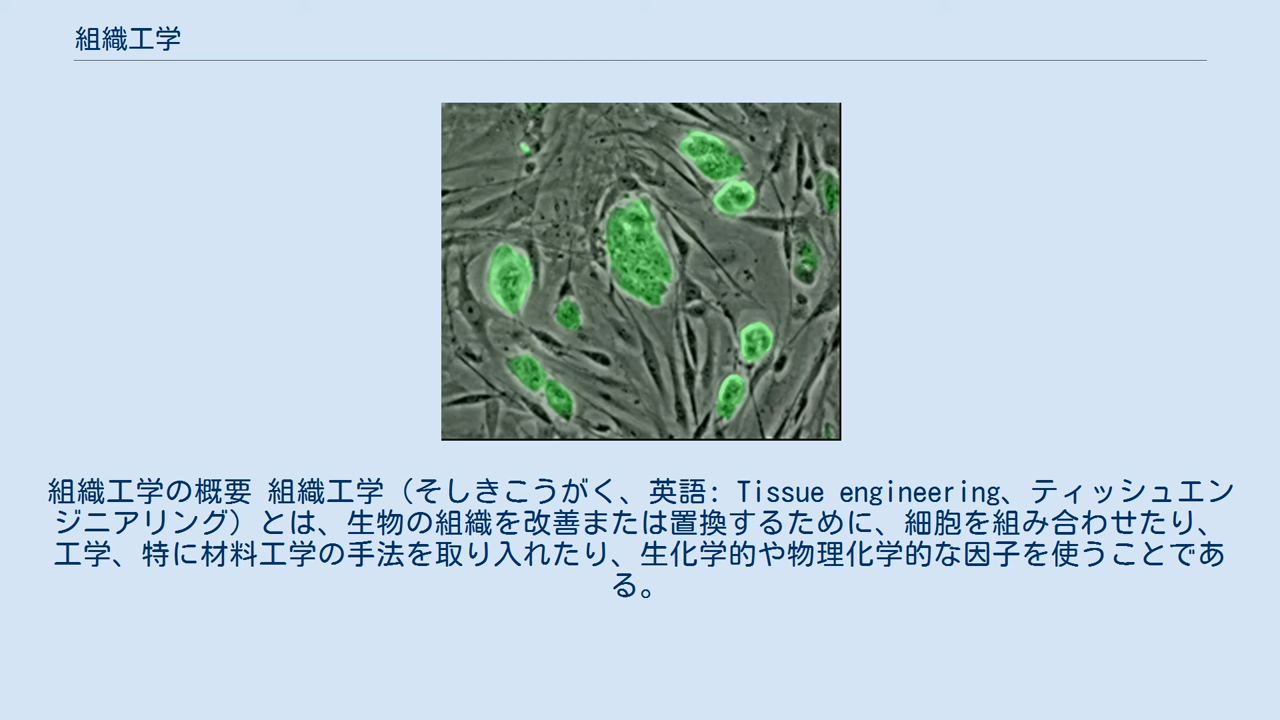 組織工学
組織工学の概要 組織工学（そしきこうがく、英語: Tissue engineering、ティッシュエン
ジニアリング）とは、生物の組織を改善または置換するために、細胞を組み合わせたり、
工学、特に材料工学の手法を取り入れたり、生化学的や物理化学的な因子を使うことであ
る。